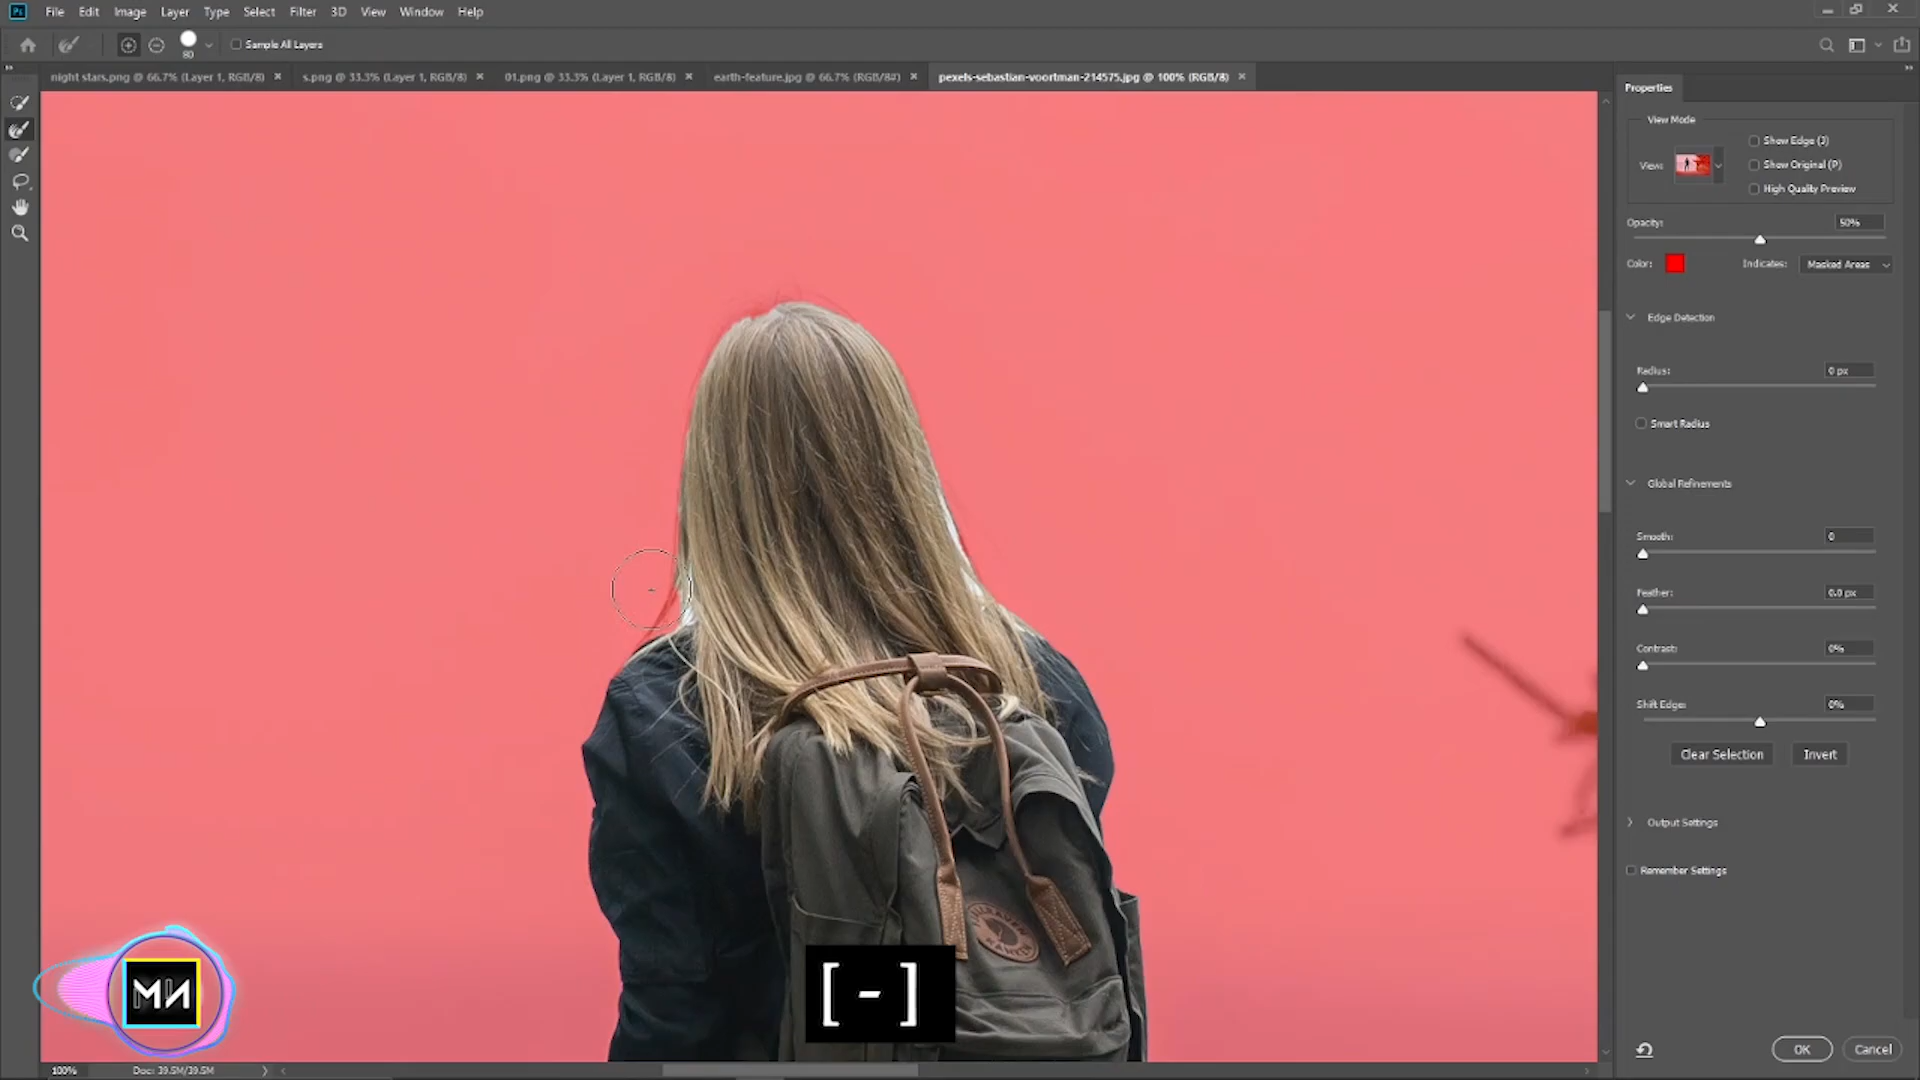 Ps File Edit Image Layer Type Select Filter 3D View Window Help
80 Sample All Layers
night stars.png @ 66.7% (Layer 1, RGB/8) × s.png @ 33.3% (Layer 1, RGB/8) × 01.png @ 33.3% (Layer 1, RGB/8) × earth-feature.jpg @ 66.7% (RGB/8#) × pexels-sebastian-voortman-214575.jpg @ 100% (RGB/8) ×
Properties
View Mode
View:
Show Edge (J)
Show Original (P)
High Quality Preview
Opacity: 50%
Color: Indicates: Masked Areas
Edge Detection
Radius: 0 px
Smart Radius
Global Refinements
Smooth: 0
Feather: 0.0 px
Contrast: 0%
Shift Edge: 0%
Clear Selection Invert
Output Settings
Remember Settings
OK Cancel
MИ
[ - ]
100% Doc: 39.5M/39.5M